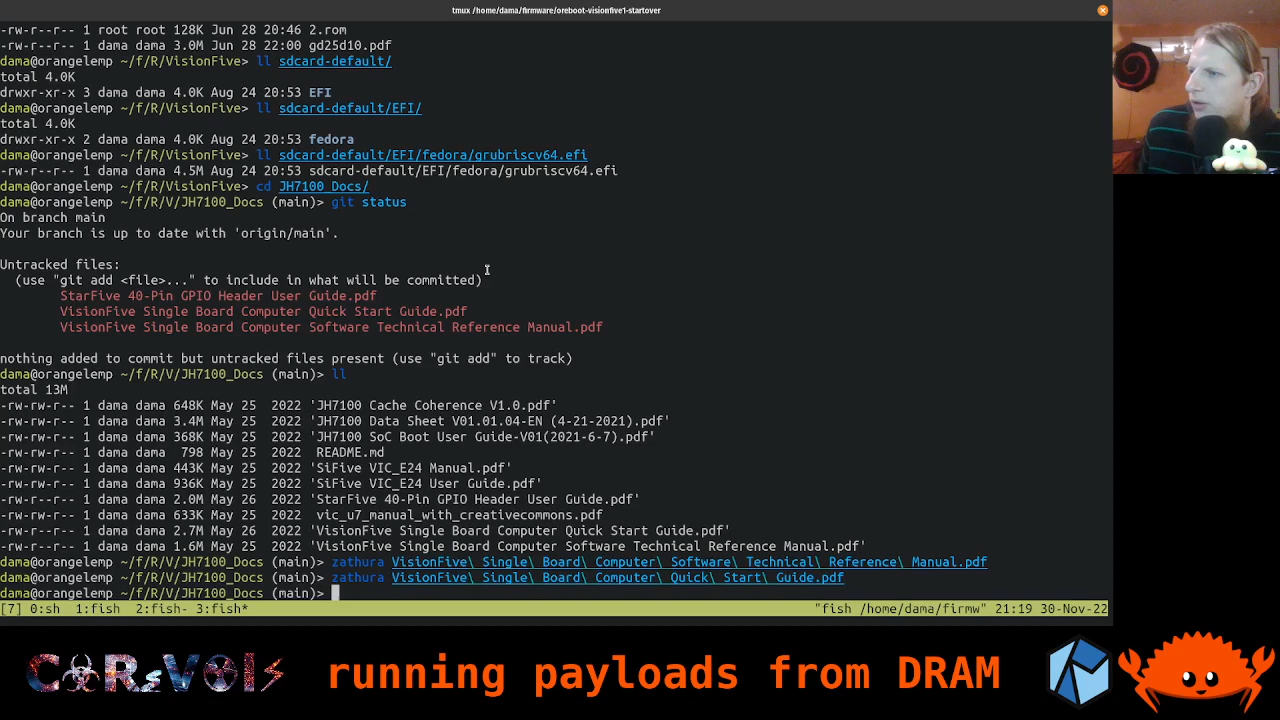 tmux /home/dama/firmware/oreboot-visionfive1-startover
-rw-r--r-- 1 root root 128K Jun 28 20:46 2.rom
-rw-r--r-- 1 dama dama 3.0M Jun 28 22:00 gd25d10.pdf
dama@orangelemp ~/f/R/VisionFive> ll sdcard-default/
total 4.0K
drwxr-xr-x 3 dama dama 4.0K Aug 24 20:53 EFI
dama@orangelemp ~/f/R/VisionFive> ll sdcard-default/EFI/
total 4.0K
drwxr-xr-x 2 dama dama 4.0K Aug 24 20:53 fedora
dama@orangelemp ~/f/R/VisionFive> ll sdcard-default/EFI/fedora/grubriscv64.efi
-rw-r--r-- 1 dama dama 4.5M Aug 24 20:53 sdcard-default/EFI/fedora/grubriscv64.efi
dama@orangelemp ~/f/R/VisionFive> cd JH7100_Docs/
dama@orangelemp ~/f/R/V/JH7100_Docs (main)> git status
On branch main
Your branch is up to date with 'origin/main'.
Untracked files:
(use "git add <file>..." to include in what will be committed)
StarFive 40-Pin GPIO Header User Guide.pdf
VisionFive Single Board Computer Quick Start Guide.pdf
VisionFive Single Board Computer Software Technical Reference Manual.pdf
nothing added to commit but untracked files present (use "git add" to track)
dama@orangelemp ~/f/R/V/JH7100_Docs (main)> ll
total 13M
-rw-rw-r-- 1 dama dama 648K May 25  2022 'JH7100 Cache Coherence V1.0.pdf'
-rw-rw-r-- 1 dama dama 3.4M May 25  2022 'JH7100 Data Sheet V01.01.04-EN (4-21-2021).pdf'
-rw-rw-r-- 1 dama dama 368K May 25  2022 'JH7100 SoC Boot User Guide-V01(2021-6-7).pdf'
-rw-rw-r-- 1 dama dama  798 May 25  2022  README.md
-rw-rw-r-- 1 dama dama 443K May 25  2022 'SiFive VIC_E24 Manual.pdf'
-rw-rw-r-- 1 dama dama 936K May 25  2022 'SiFive VIC_E24 User Guide.pdf'
-rw-rw-r-- 1 dama dama 2.0M May 26  2022 'StarFive 40-Pin GPIO Header User Guide.pdf'
-rw-rw-r-- 1 dama dama 633K May 25  2022  vic_u7_manual_with_creativecommons.pdf
-rw-rw-r-- 1 dama dama 2.7M May 26  2022 'VisionFive Single Board Computer Quick Start Guide.pdf'
-rw-rw-r-- 1 dama dama 1.6M May 25  2022 'VisionFive Single Board Computer Software Technical Reference Manual.pdf'
dama@orangelemp ~/f/R/V/JH7100_Docs (main)> zathura VisionFive\ Single\ Board\ Computer\ Software\ Technical\ Reference\ Manual.pdf
dama@orangelemp ~/f/R/V/JH7100_Docs (main)> zathura VisionFive\ Single\ Board\ Computer\ Quick\ Start\ Guide.pdf
dama@orangelemp ~/f/R/V/JH7100_Docs (main)>
[7] 0:sh  1:fish  2:fish- 3:fish* "fish /home/dama/firmw" 21:19 30-Nov-22
running payloads from DRAM